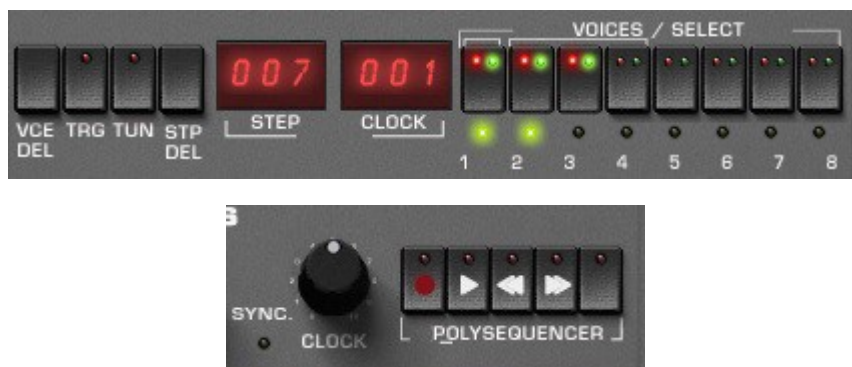 VOICES / SELECT
007 001
VCE DEL TRG TUN STP DEL STEP CLOCK
1 2 3 4 5 6 7 8
S
SYNC.
CLOCK POLYSEQUENCER